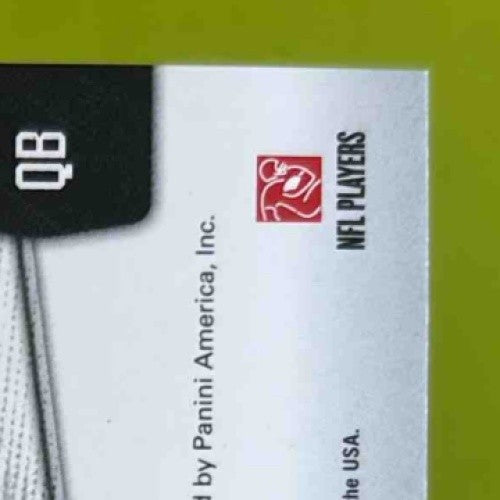 QB
d by Panini America, Inc.
NFL PLAYERS
he USA.